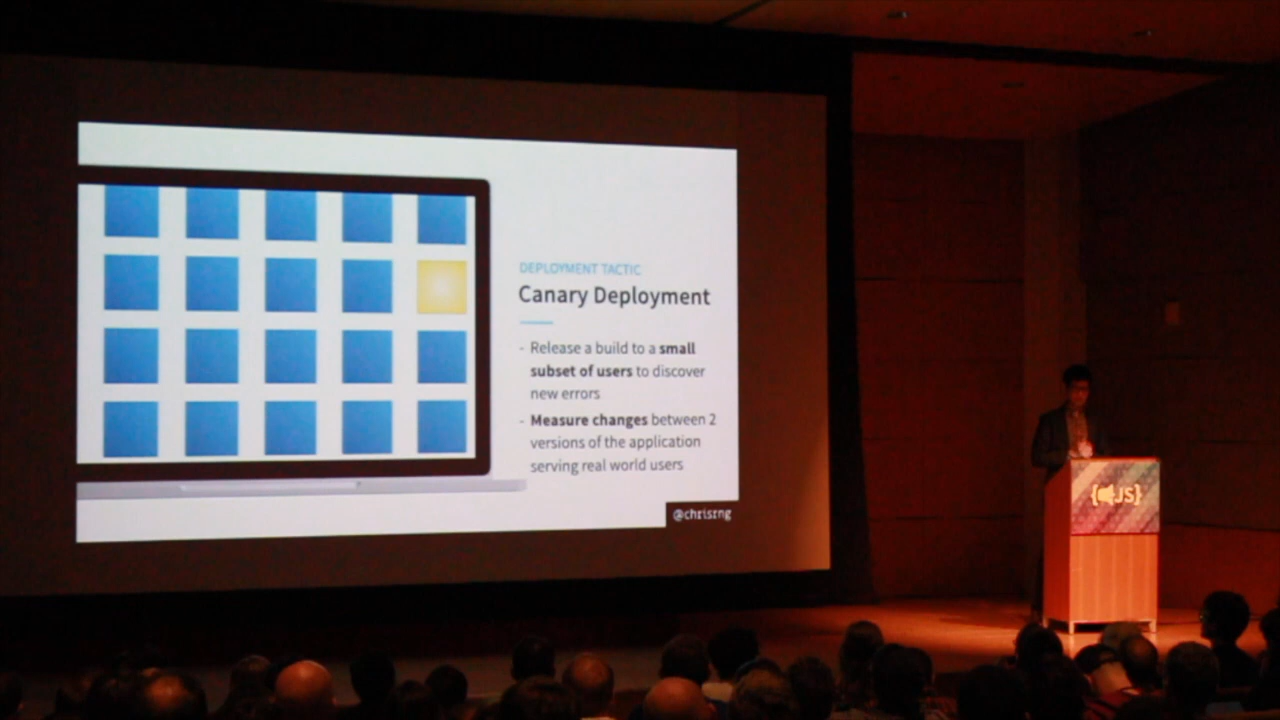 DEPLOYMENT TACTIC
Canary Deployment
- Release a build to a small
subset of users to discover
new errors
- Measure changes between 2
versions of the application
serving real world users
@chrisrng
{JS}